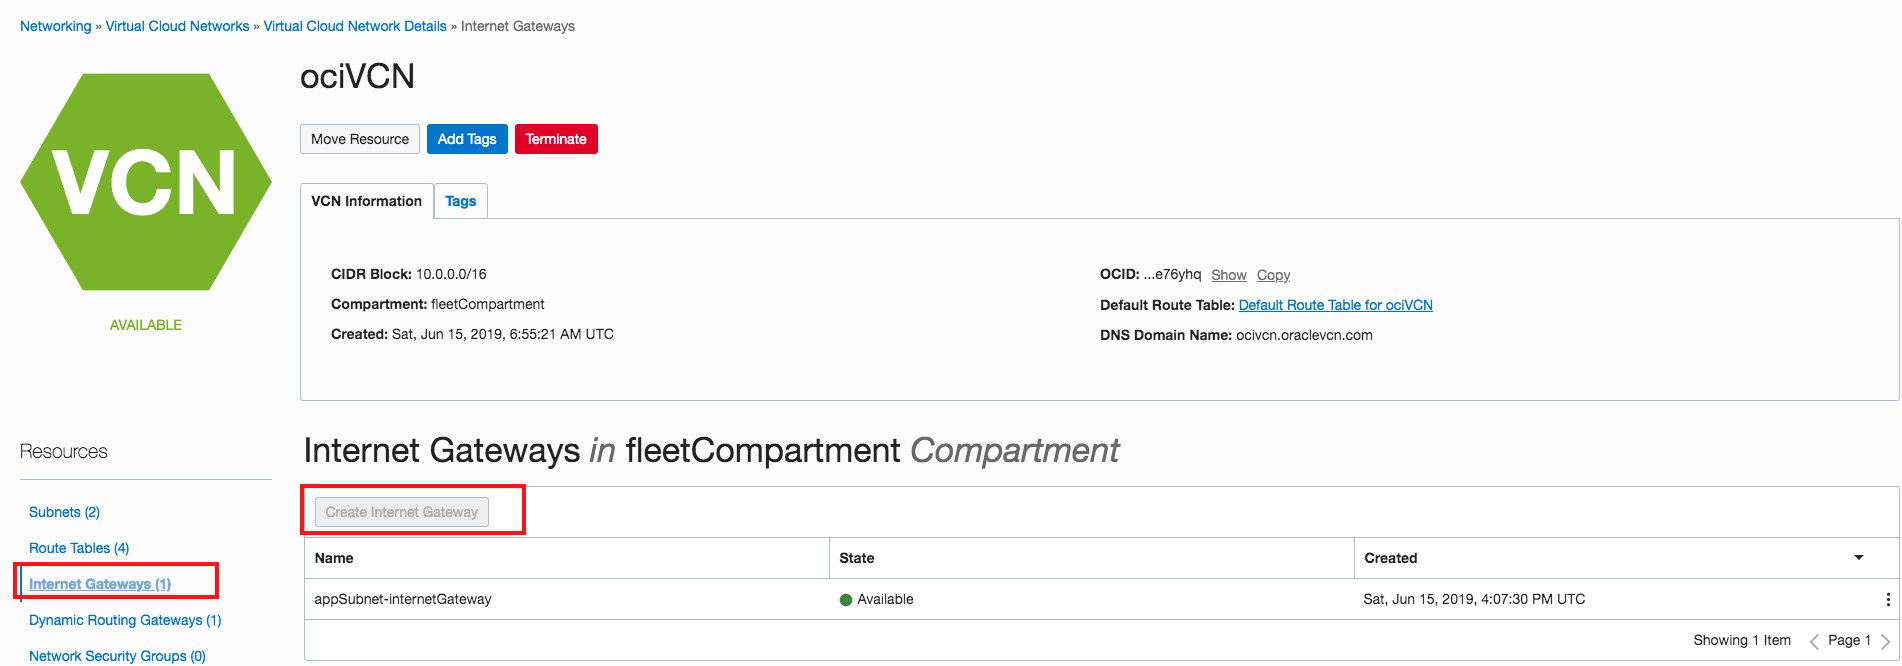 Networking » Virtual Cloud Networks » Virtual Cloud Network Details » Internet Gateways
VCN
AVAILABLE
ociVCN
Move Resource Add Tags Terminate
VCN Information Tags
CIDR Block: 10.0.0.0/16
Compartment: fleetCompartment
Created: Sat, Jun 15, 2019, 6:55:21 AM UTC
OCID: ...e76yhq Show Copy
Default Route Table: Default Route Table for ociVCN
DNS Domain Name: ocivcn.oraclevcn.com
Resources
Subnets (2)
Route Tables (4)
Internet Gateways (1)
Dynamic Routing Gateways (1)
Network Security Groups (0)
Internet Gateways in fleetCompartment Compartment
Create Internet Gateway
Name State Created
appSubnet-internetGateway Available Sat, Jun 15, 2019, 4:07:30 PM UTC
Showing 1 Item Page 1